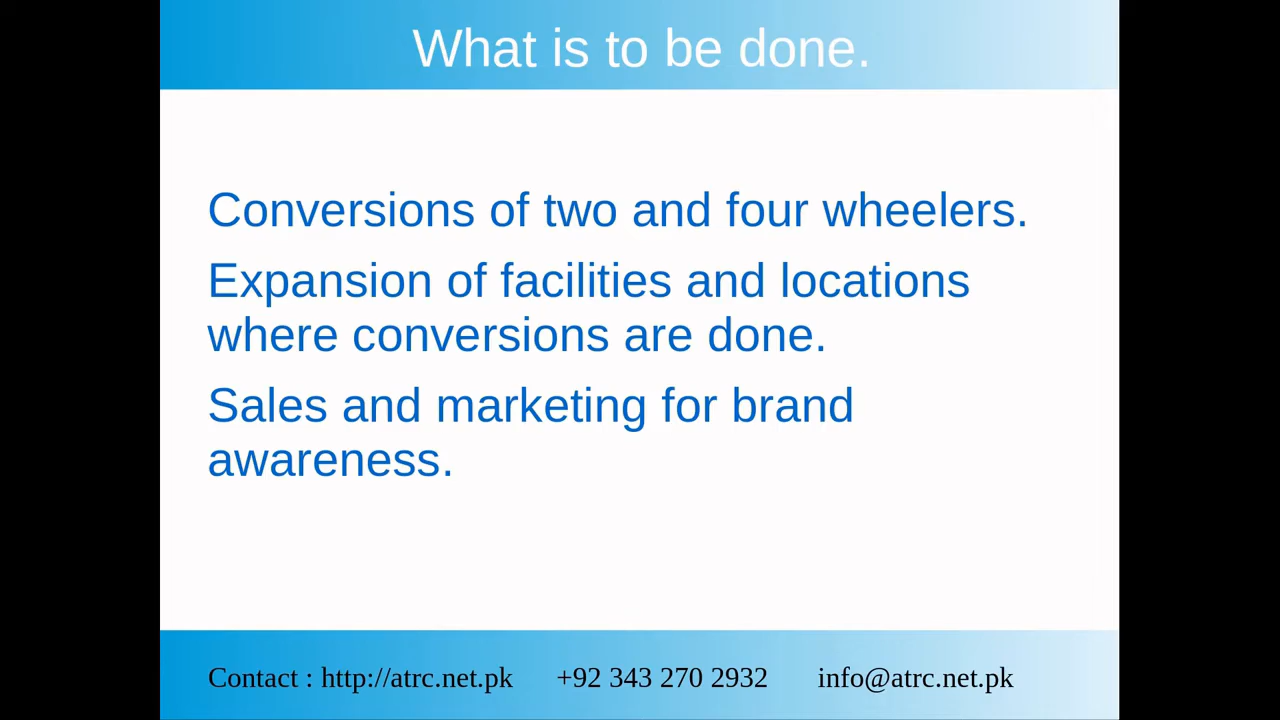 What is to be done.
Conversions of two and four wheelers.
Expansion of facilities and locations
where conversions are done.
Sales and marketing for brand
awareness.
Contact : http://atrc.net.pk +92 343 270 2932 info@atrc.net.pk